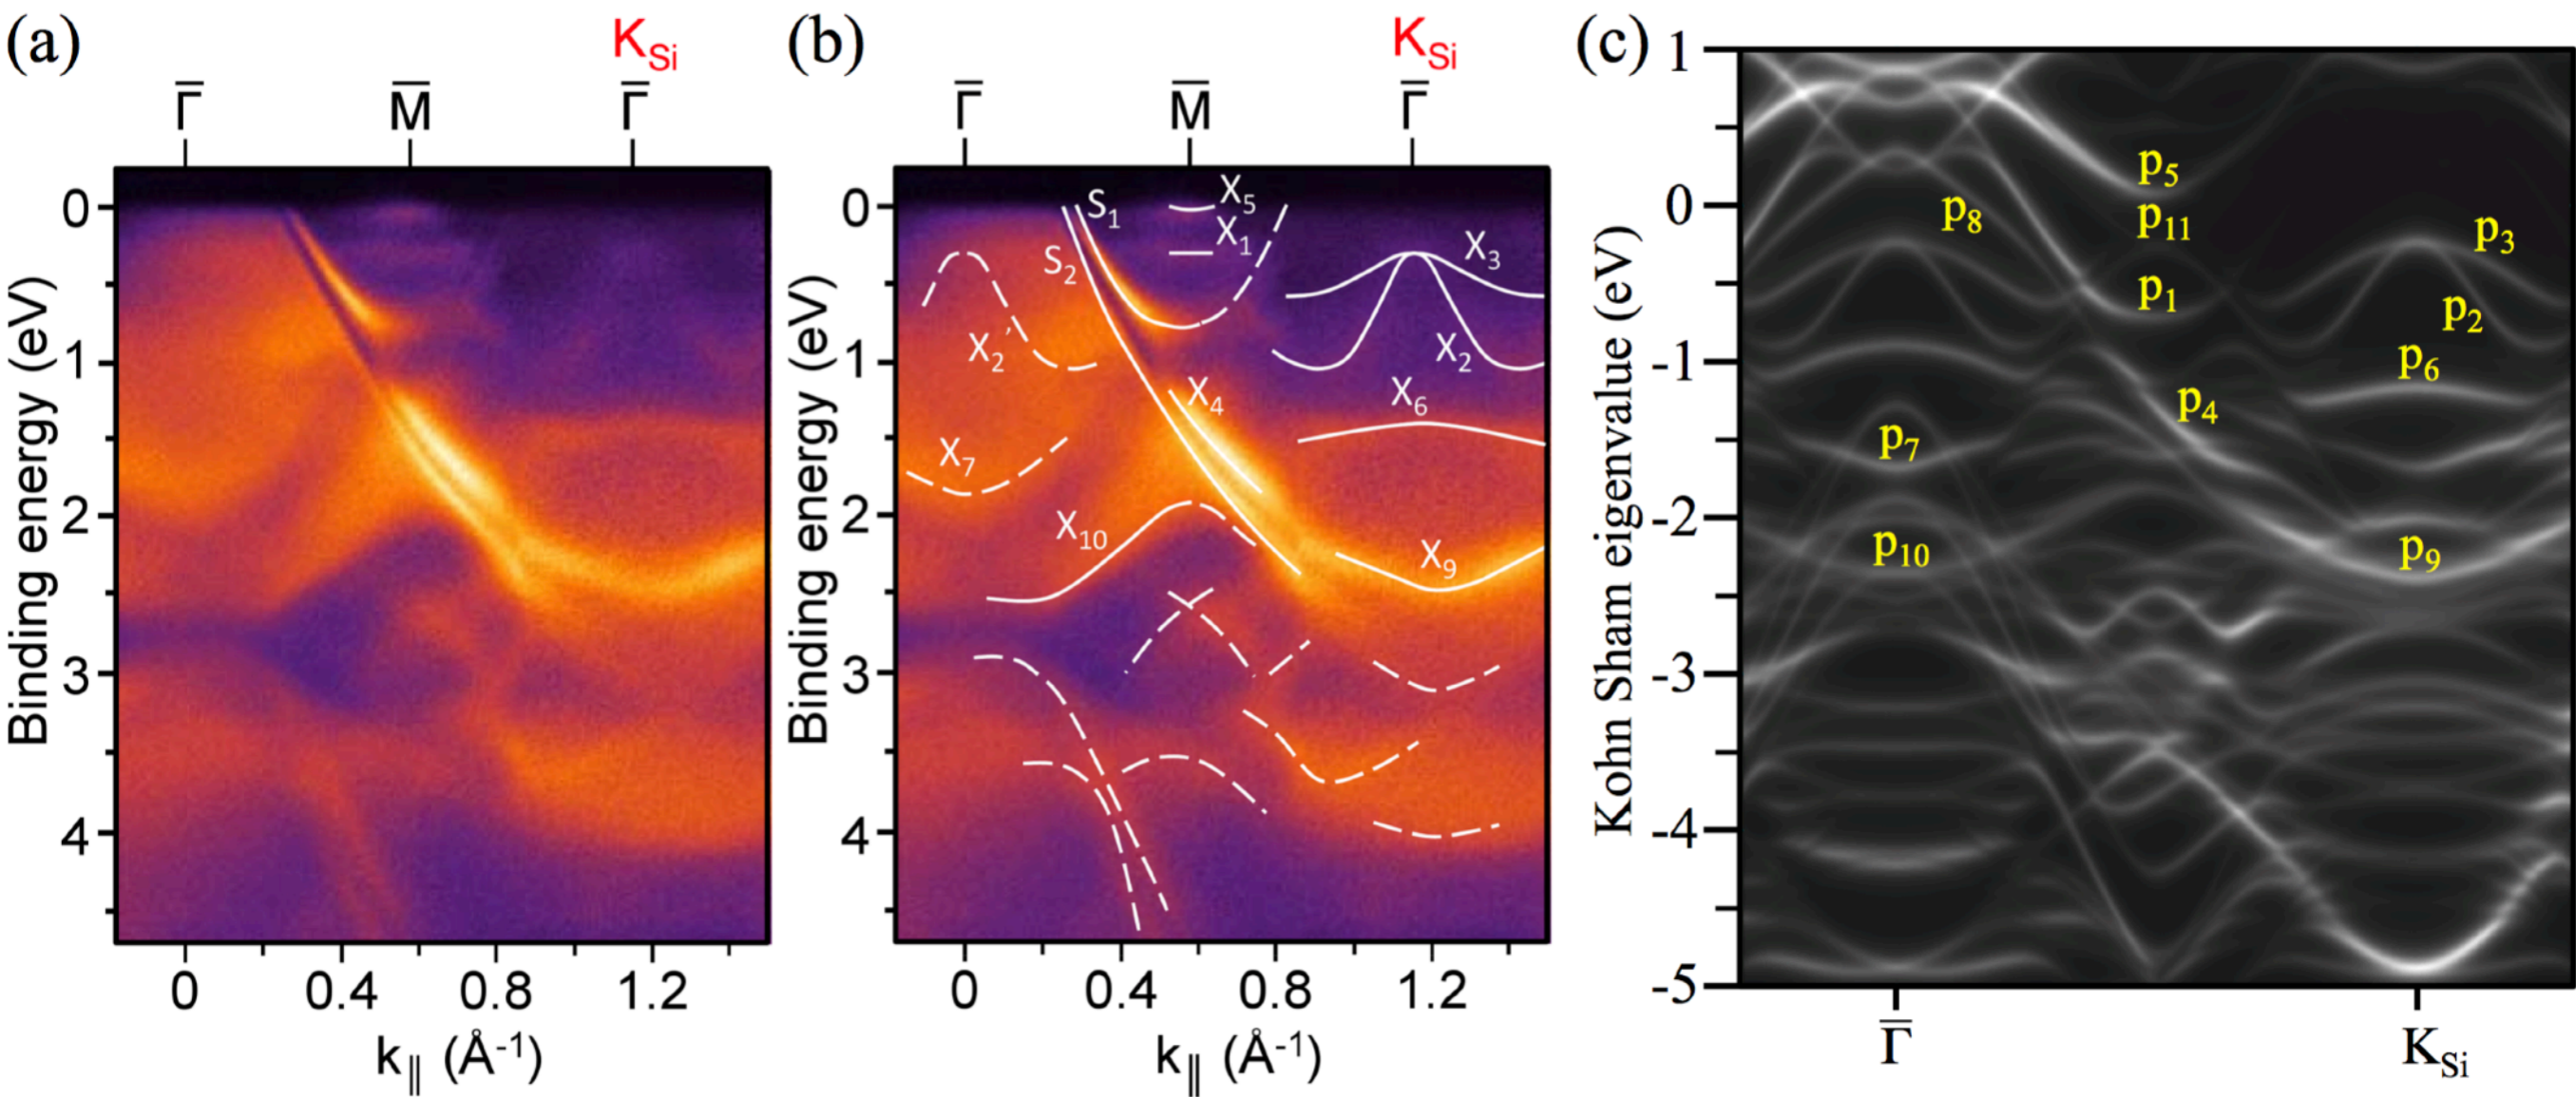 (a)
K_Si
Γ̅ M̅ Γ̅
Binding energy (eV)
0
1
2
3
4
0 0.4 0.8 1.2
k_∥ (Å⁻¹)
(b)
K_Si
Γ̅ M̅ Γ̅
Binding energy (eV)
0
1
2
3
4
S₁
S₂
X₅
X₁
X₃
X₂′
X₂
X₄
X₆
X₇
X₁₀
X₉
0 0.4 0.8 1.2
k_∥ (Å⁻¹)
(c)
Kohn Sham eigenvalue (eV)
1
0
-1
-2
-3
-4
-5
p₅
p₈
p₁₁
p₃
p₁
p₂
p₆
p₄
p₇
p₁₀
p₉
Γ̅ K_Si